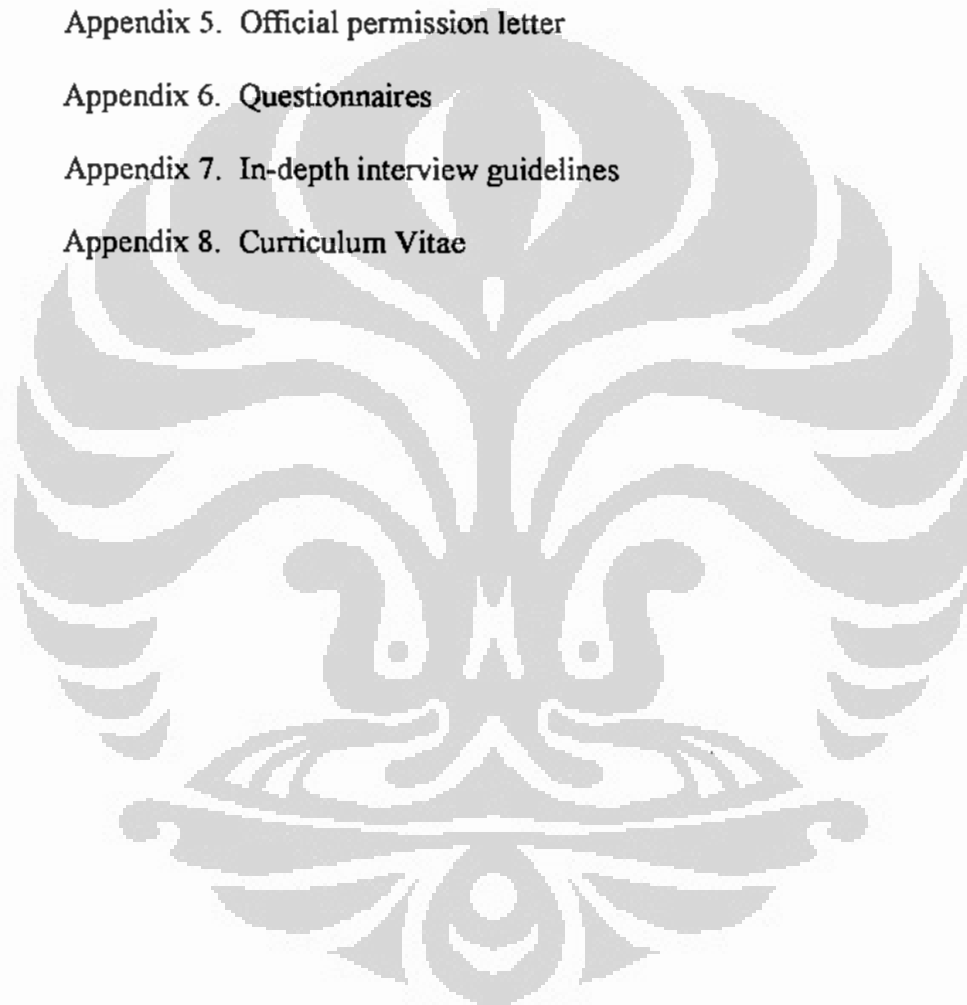 Appendix 5. Official permission letter
Appendix 6. Questionnaires
Appendix 7. In-depth interview guidelines
Appendix 8. Curriculum Vitae